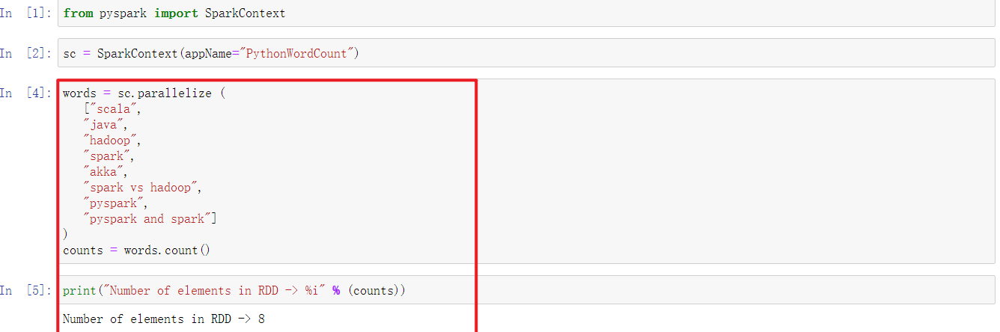 In [1]: from pyspark import SparkContext
In [2]: sc = SparkContext(appName="PythonWordCount")
In [4]: words = sc.parallelize (
["scala",
"java",
"hadoop",
"spark",
"akka",
"spark vs hadoop",
"pyspark",
"pyspark and spark"]
)
counts = words.count()
In [5]: print("Number of elements in RDD -> %i" % (counts))
Number of elements in RDD -> 8